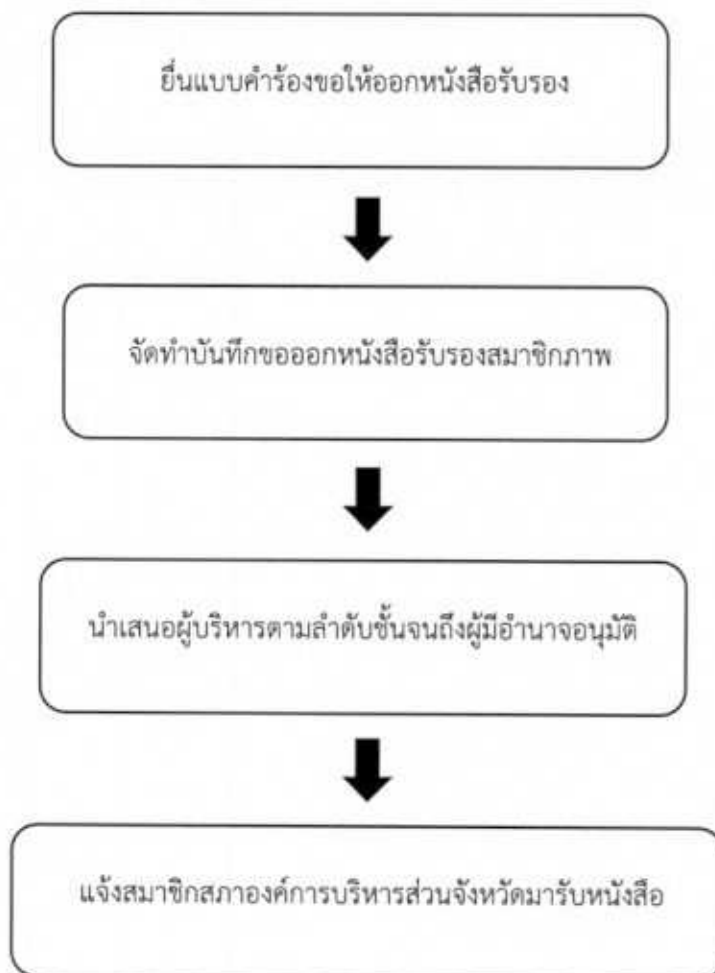 ยื่นแบบคำร้องขอให้ออกหนังสือรับรอง
จัดทำบันทึกขอออกหนังสือรับรองสมาชิกภาพ
นำเสนอผู้บริหารตามลำดับชั้นจนถึงผู้มีอำนาจอนุมัติ
แจ้งสมาชิกสภาองค์การบริหารส่วนจังหวัดมารับหนังสือ